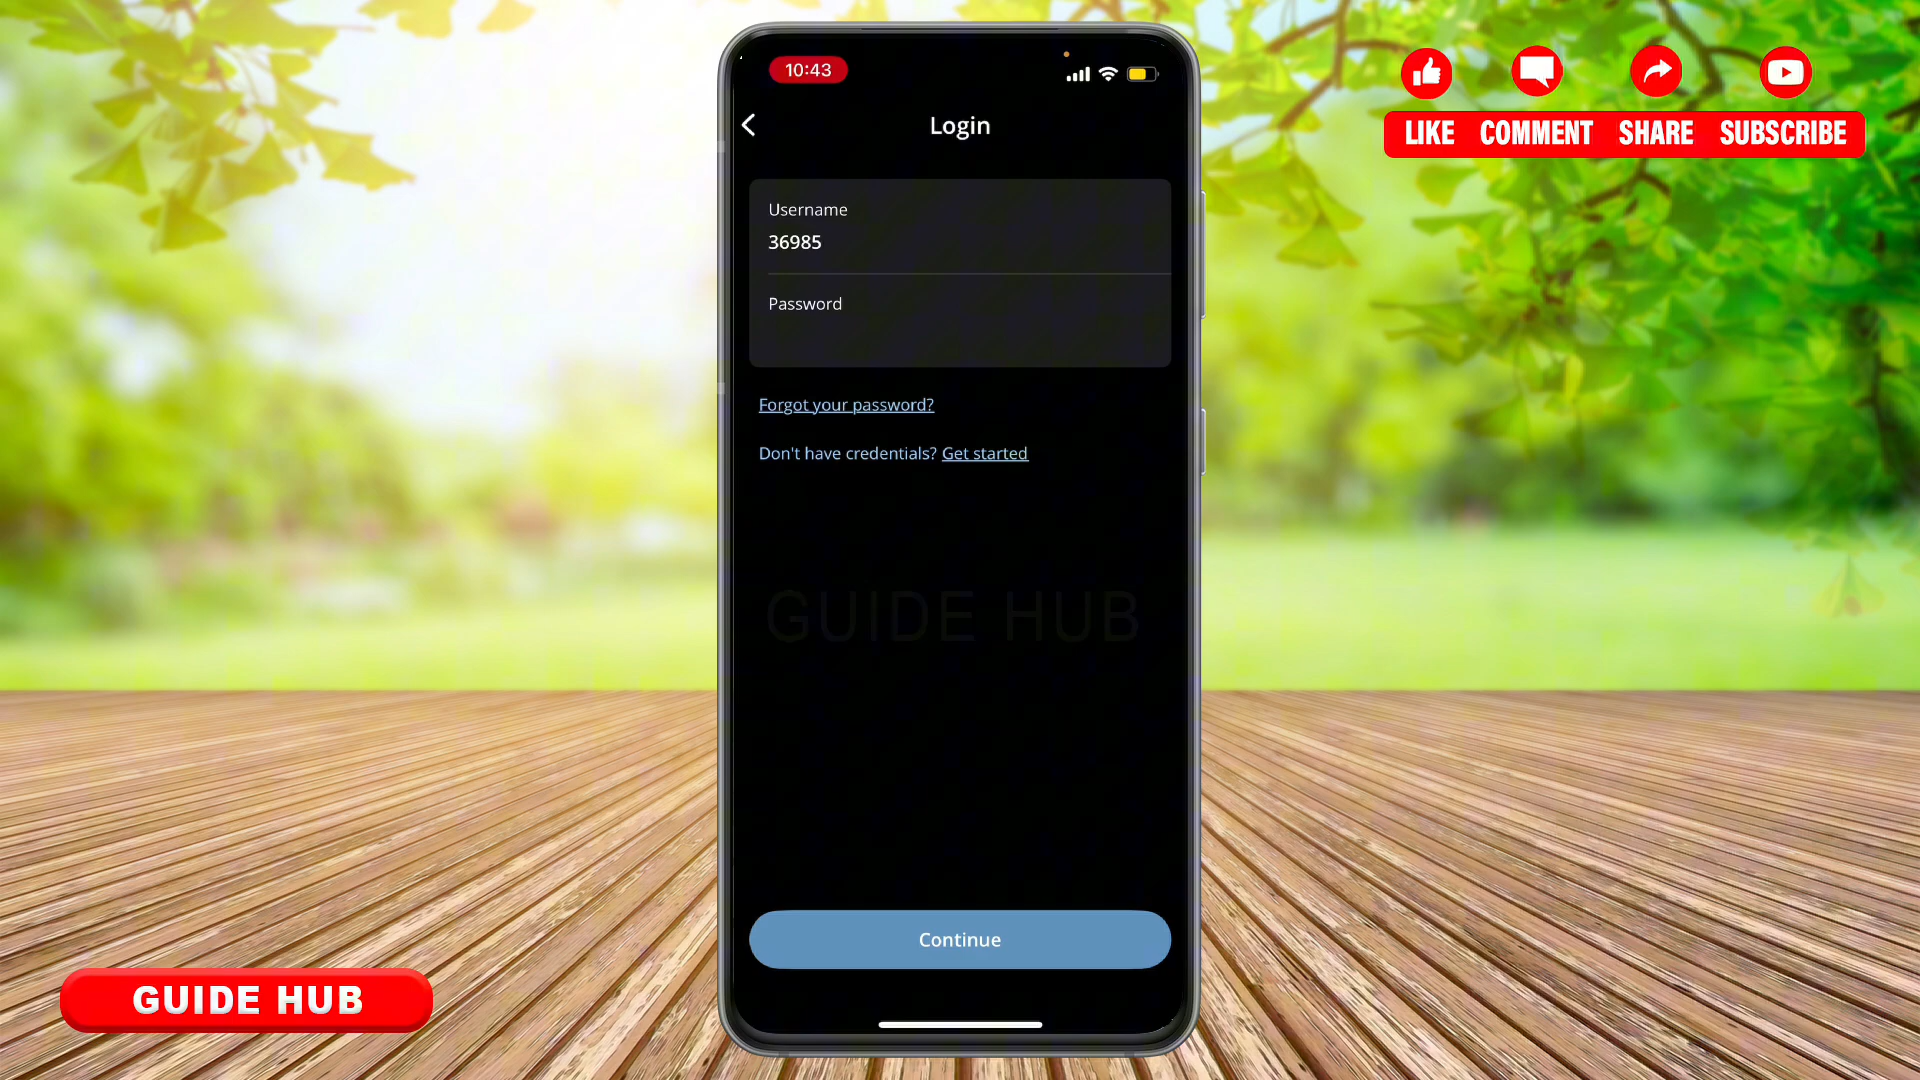 10:43
Login
LIKE COMMENT SHARE SUBSCRIBE
Username
36985
Password
Forgot your password?
Don't have credentials? Get started
GUIDE HUB
Continue
GUIDE HUB